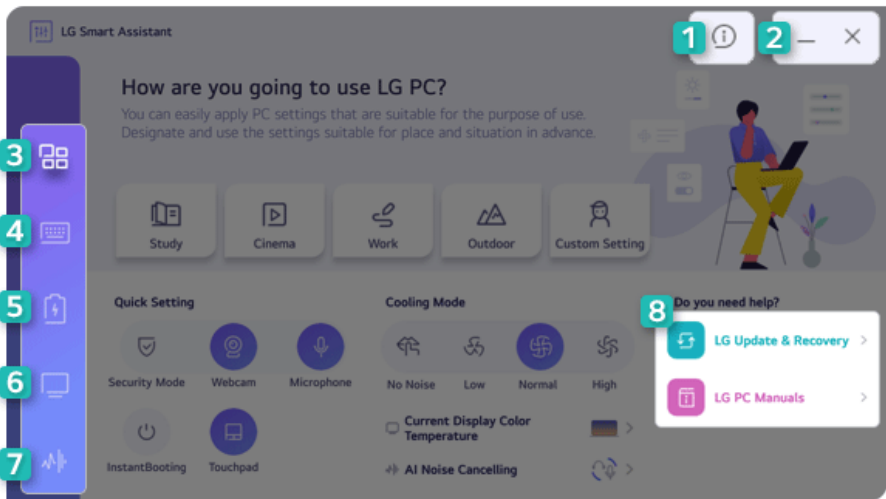 LG Smart Assistant
1
2
How are you going to use LG PC?
You can easily apply PC settings that are suitable for the purpose of use.
Designate and use the settings suitable for place and situation in advance.
3
4
5
6
7
Study
Cinema
Work
Outdoor
Custom Setting
Quick Setting
Security Mode
Webcam
Microphone
InstantBooting
Touchpad
Cooling Mode
No Noise
Low
Normal
High
Current Display Color
Temperature
AI Noise Cancelling
Do you need help?
8
LG Update & Recovery
LG PC Manuals